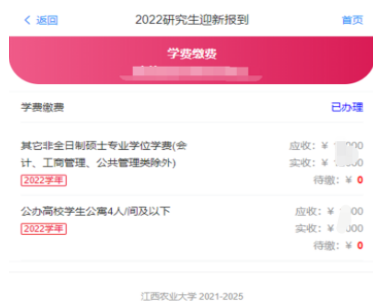 < 返回 2022研究生迎新报到 首页
学费缴费
学费缴费 已办理
其它非全日制硕士专业学位学费(会 应收：¥ 000
计、工商管理、公共管理类除外) 实收：¥ 000
2022学年 待缴：¥ 0
公办高校学生公寓4人/间及以下 应收：¥ 00
2022学年 实收：¥ 000
待缴：¥ 0
江西农业大学 2021-2025